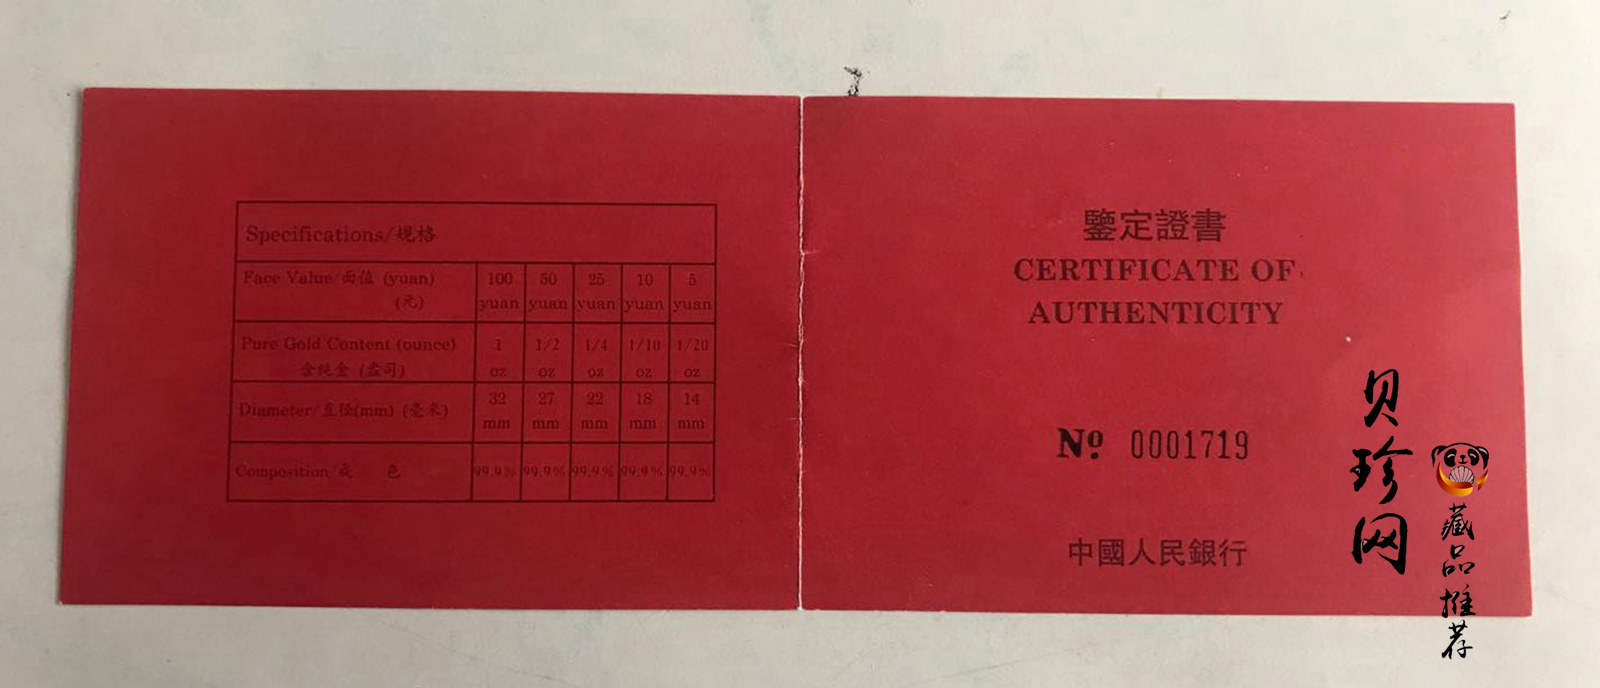 Specifications/規格
Face Value/面值 (yuan)
(元)
100 yuan
50 yuan
25 yuan
10 yuan
5 yuan
Pure Gold Content (ounce)
含純金 (盎司)
1 oz
1/2 oz
1/4 oz
1/10 oz
1/20 oz
Diameter/直徑(mm) (毫米)
32 mm
27 mm
22 mm
18 mm
14 mm
Composition/成 色
99.9% 99.9% 99.9% 99.9% 99.9%
鑒定證書
CERTIFICATE OF
AUTHENTICITY
Nº 0001719
中國人民銀行
贝珍网
藏品推荐